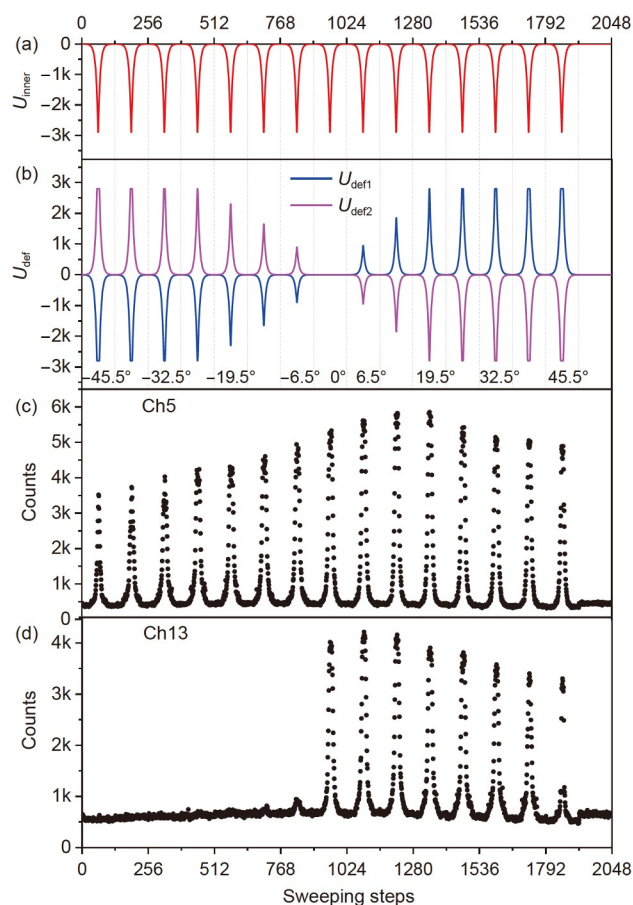 0 256 512 768 1024 1280 1536 1792 2048
(a)
0
−1k
−2k
−3k
U_inner
(b)
3k
2k
1k
0
−1k
−2k
−3k
U_def
U_def1
U_def2
−45.5° −32.5° −19.5° −6.5° 0° 6.5° 19.5° 32.5° 45.5°
(c)
Ch5
6k
5k
4k
3k
2k
1k
0
Counts
(d)
Ch13
4k
3k
2k
1k
0
Counts
0 256 512 768 1024 1280 1536 1792 2048
Sweeping steps